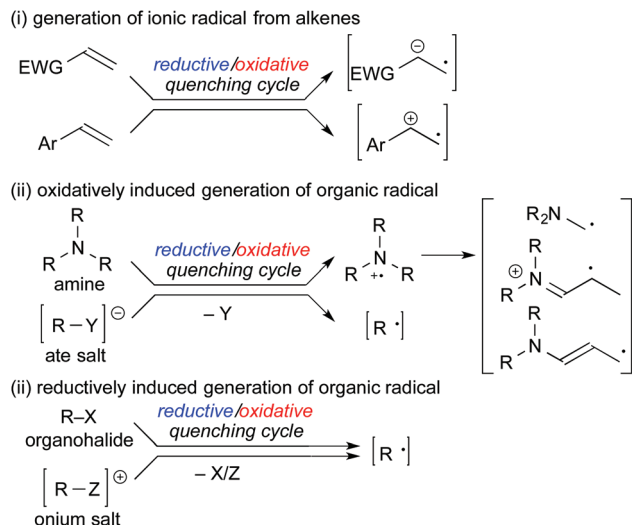 (i) generation of ionic radical from alkenes
EWG
reductive/oxidative
quenching cycle
EWG
⊖
•
Ar
Ar
⊕
•
(ii) oxidatively induced generation of organic radical
R
N
R R
amine
reductive/oxidative
quenching cycle
R
N
R +• R
R2N •
R
⊕ N •
R
R
N
R •
[R–Y] ⊖
ate salt
– Y
[R •]
(ii) reductively induced generation of organic radical
R–X
organohalide
reductive/oxidative
quenching cycle
[R •]
[R–Z] ⊕
onium salt
– X/Z